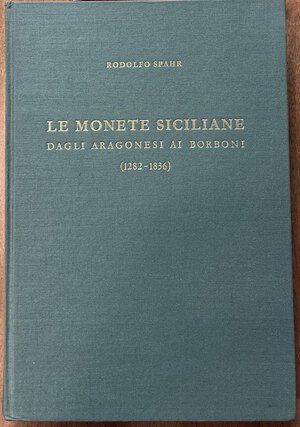 RODOLFO SPAHR
LE MONETE SICILIANE
DAGLI ARAGONESI AI BORBONI
(1282-1836)